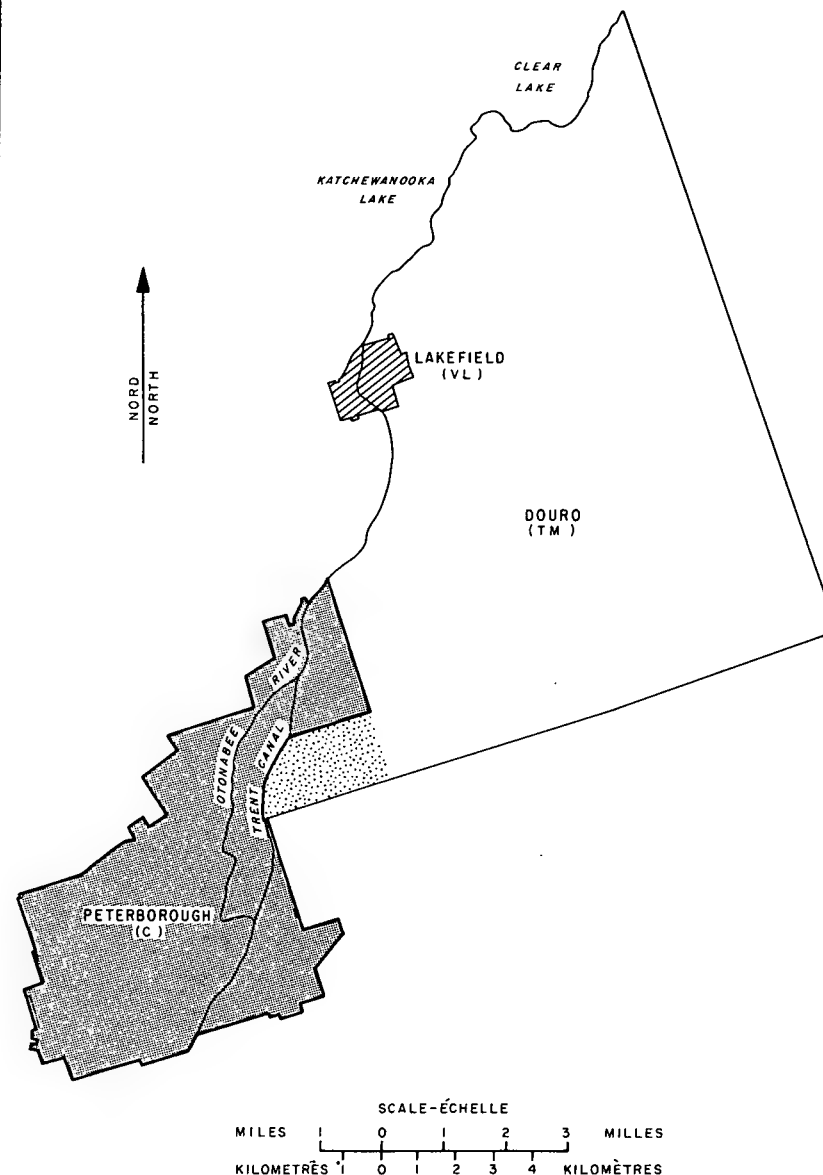 CLEAR
LAKE
KATCHEWANOOKA
LAKE
NORD
NORTH
LAKEFIELD
(VL)
DOURO
(TM)
OTONABEE RIVER
TRENT CANAL
PETERBOROUGH
(C)
SCALE-ÉCHELLE
MILES 1 0 1 2 3 MILLES
KILOMETRÊS 1 0 1 2 3 4 KILOMÈTRES